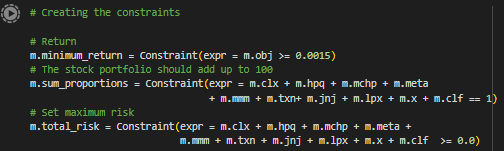 # Creating the constraints
# Return
m.minimum_return = Constraint(expr = m.obj >= 0.0015)
# The stock portfolio should add up to 100
m.sum_proportions = Constraint(expr = m.clx + m.hpq + m.mchp + m.meta
+ m.mmm + m.txn+ m.jnj + m.lpx + m.x + m.clf == 1)
# Set maximum risk
m.total_risk = Constraint(expr = m.clx + m.hpq + m.mchp + m.meta +
m.mmm + m.txn + m.jnj + m.lpx + m.x + m.clf  >= 0.0)